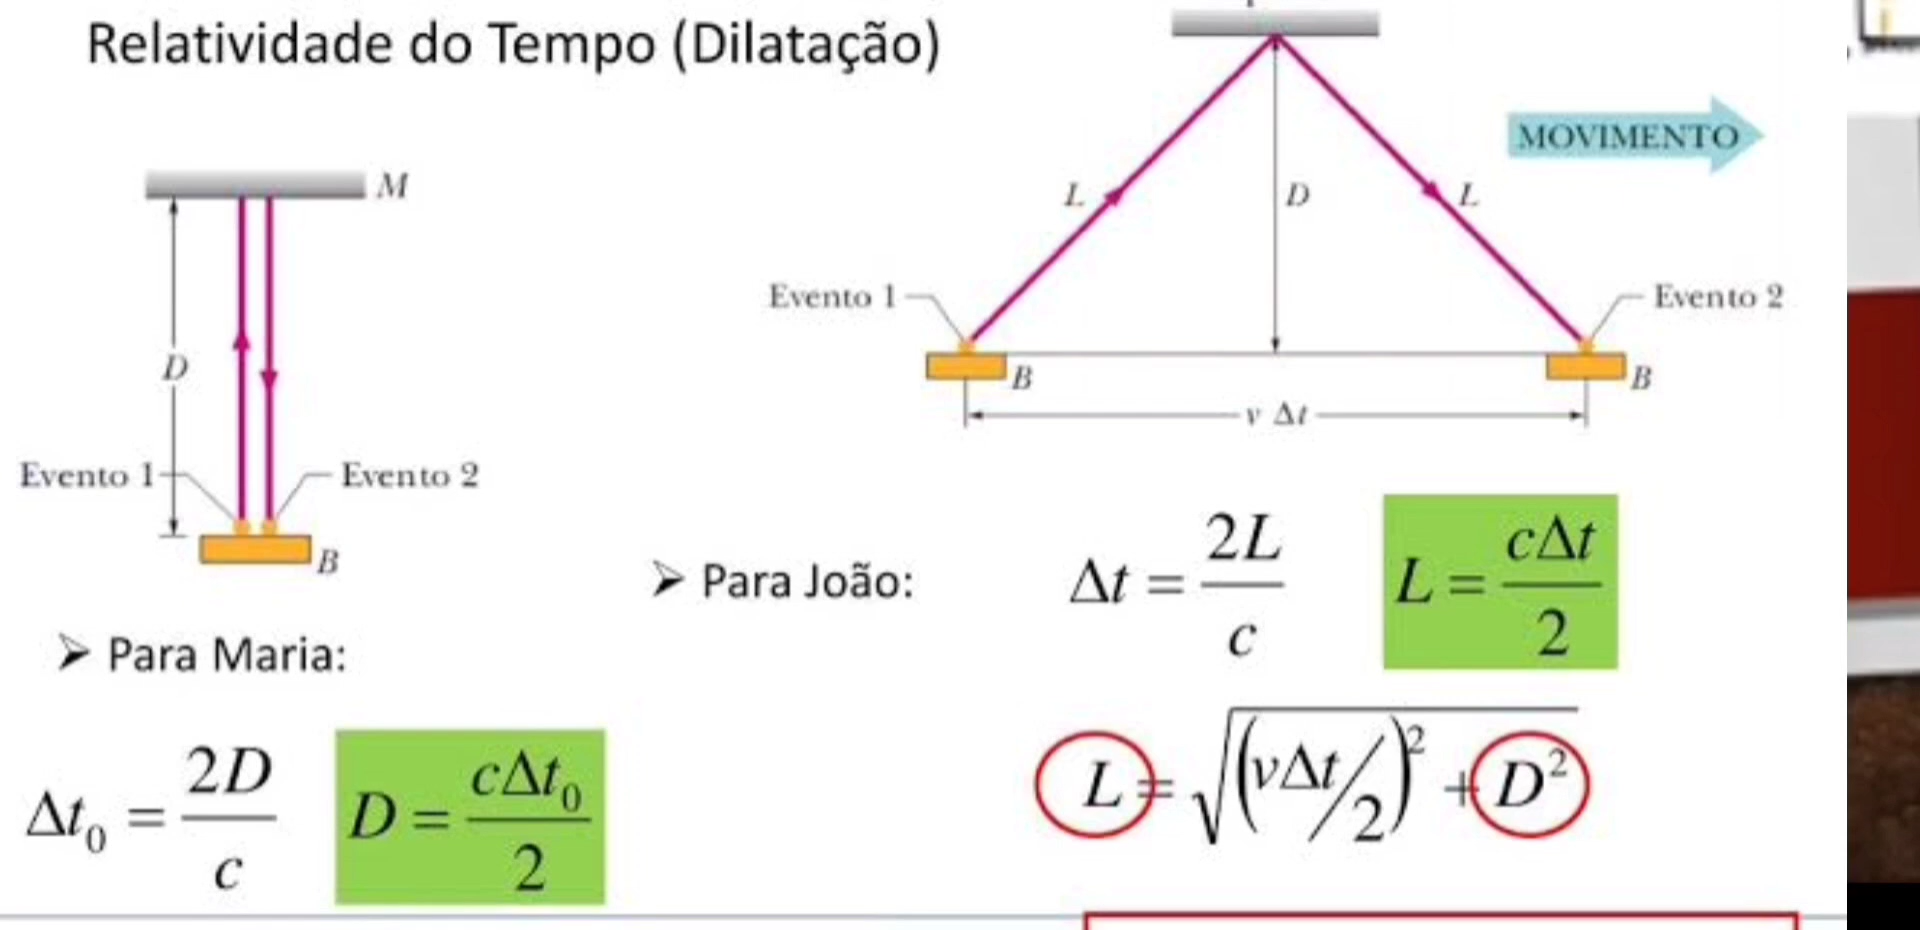 Relatividade do Tempo (Dilatação)
MOVIMENTO
M
L
D
L
Evento 1
Evento 2
D
B
B
v Δt
Evento 1
Evento 2
B
➢ Para João:
Δt = 2L/c
L = cΔt/2
➢ Para Maria:
Δt₀ = 2D/c
D = cΔt₀/2
L = √((vΔt/2)² + D²)